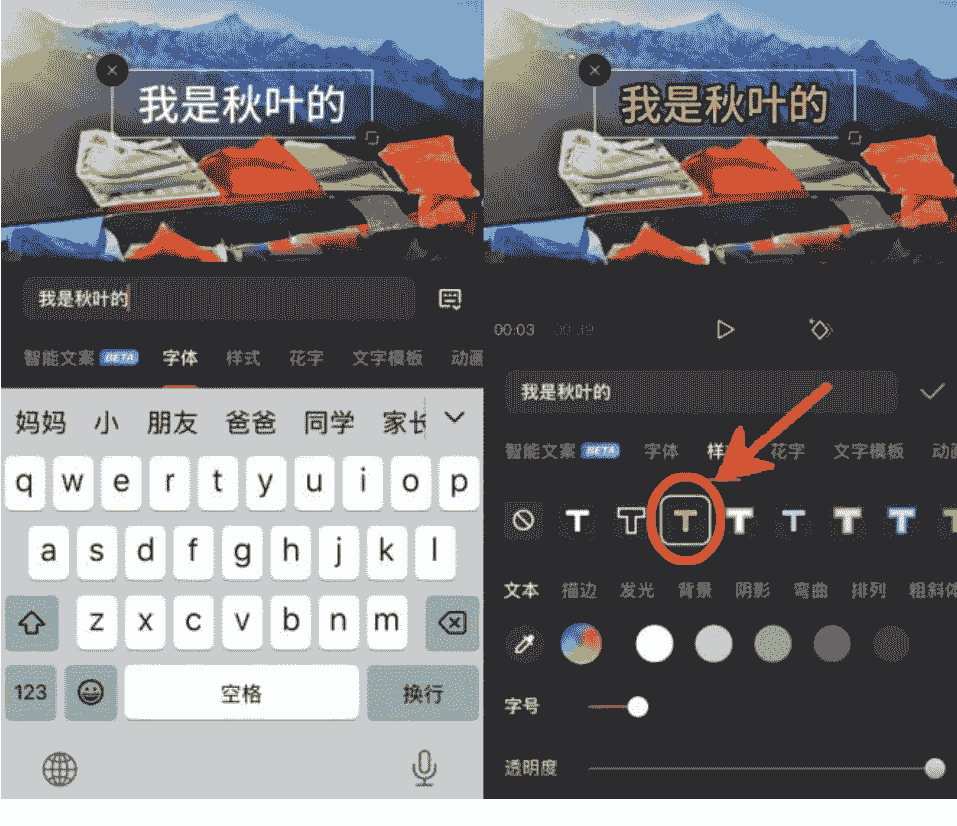 我是秋叶的
我是秋叶的
智能文案 BETA 字体 样式 花字 文字模板 动画
妈妈 小 朋友 爸爸 同学 家长
q w e r t y u i o p
a s d f g h j k l
z x c v b n m
123 空格 换行
我是秋叶的
00:03 00:39
我是秋叶的
智能文案 BETA 字体 样 花字 文字模板 动画
T T T T T T T T
文本 描边 发光 背景 阴影 弯曲 排列 粗斜体
字号
透明度